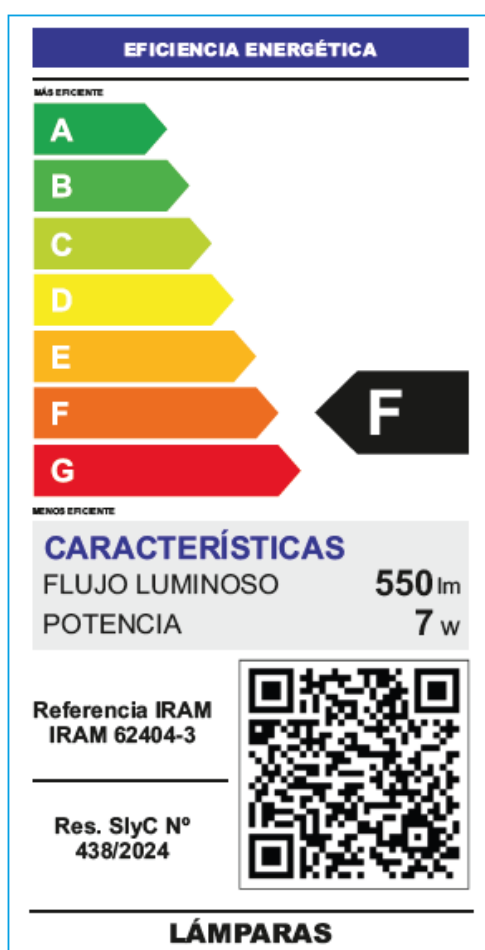 EFICIENCIA ENERGÉTICA
MÁS EFICIENTE
A
B
C
D
E
F
F
G
MENOS EFICIENTE
CARACTERÍSTICAS
FLUJO LUMINOSO 550 lm
POTENCIA 7 W
Referencia IRAM
IRAM 62404-3
Res. SIyC Nº
438/2024
LÁMPARAS